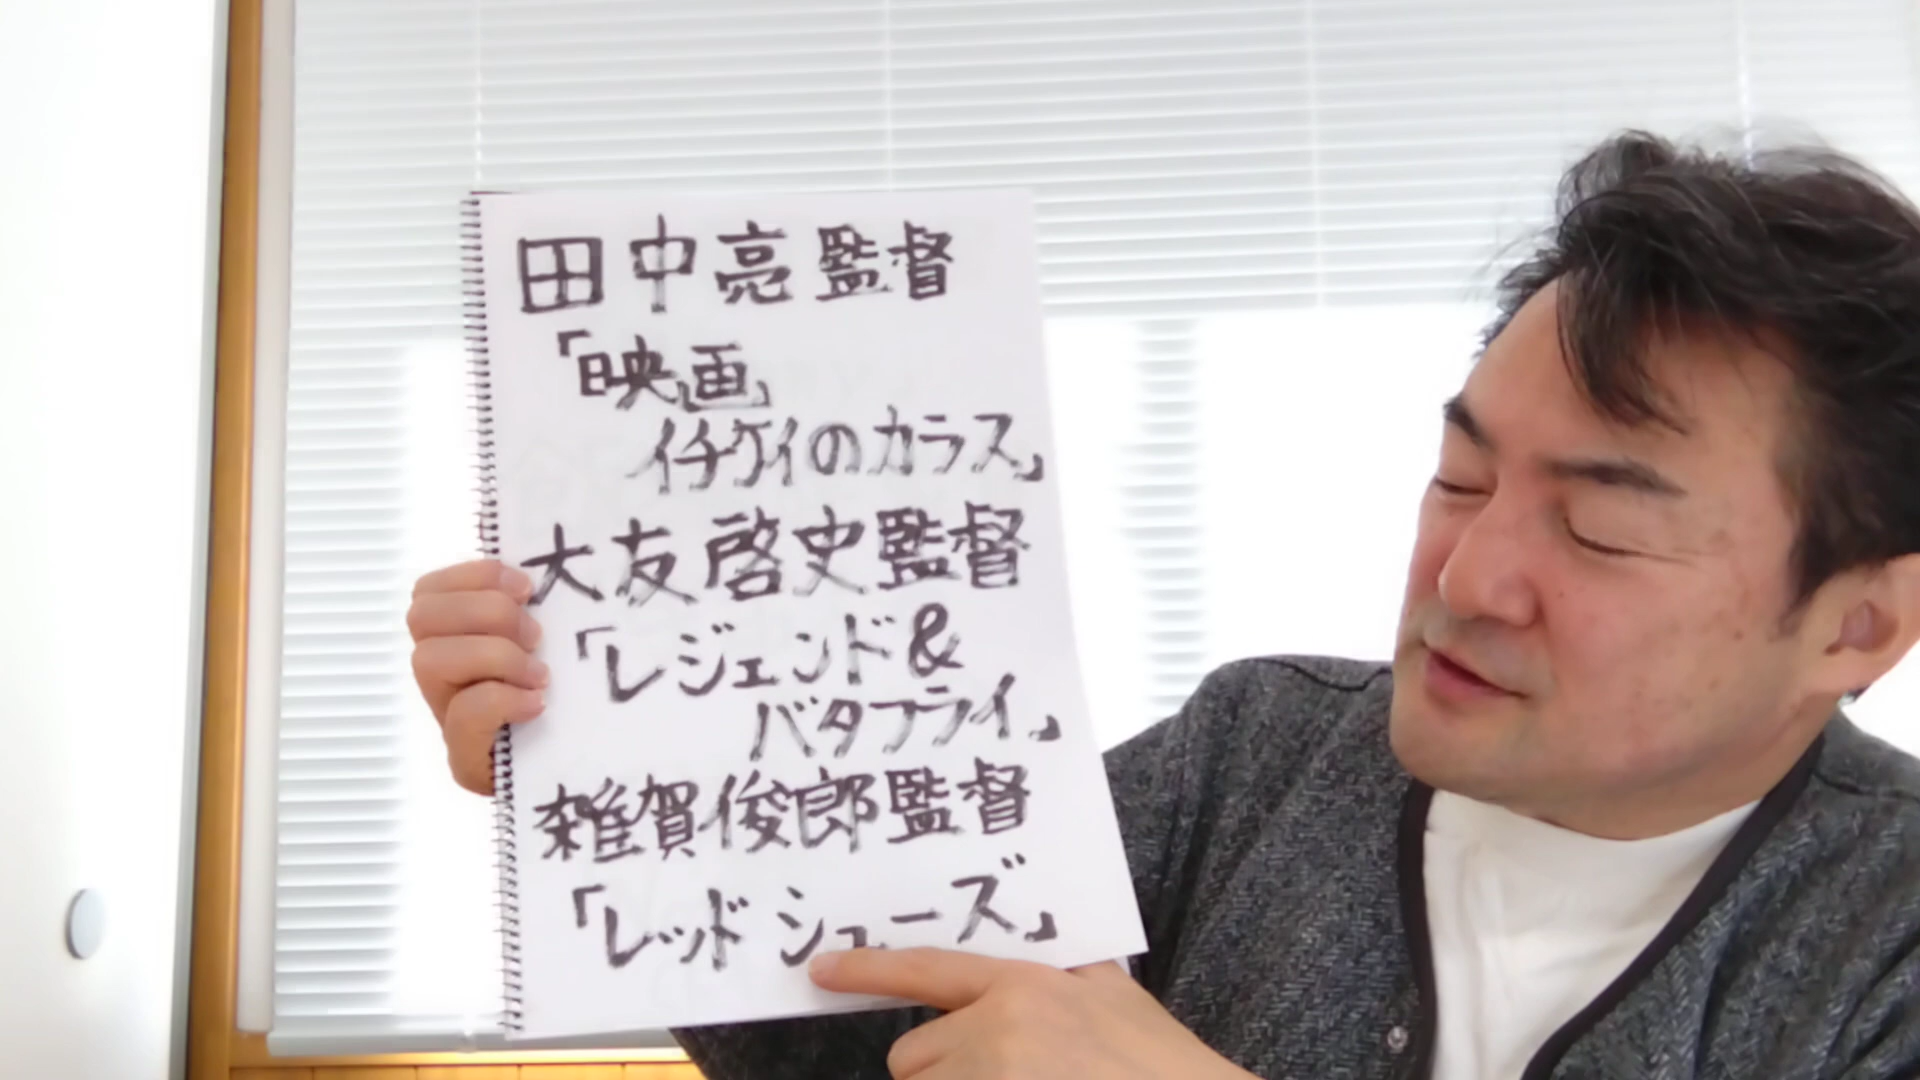 田中亮監督
「映画」
イチケイのカラス」
大友啓史監督
「レジェンド&
バタフライ」
雑賀俊郎監督
「レッドシューズ」